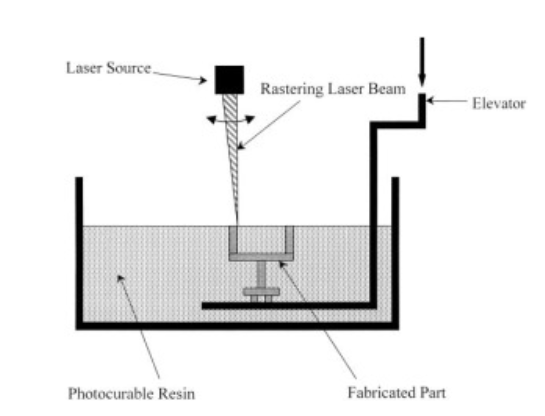 Laser Source
Rastering Laser Beam
Elevator
Photocurable Resin
Fabricated Part